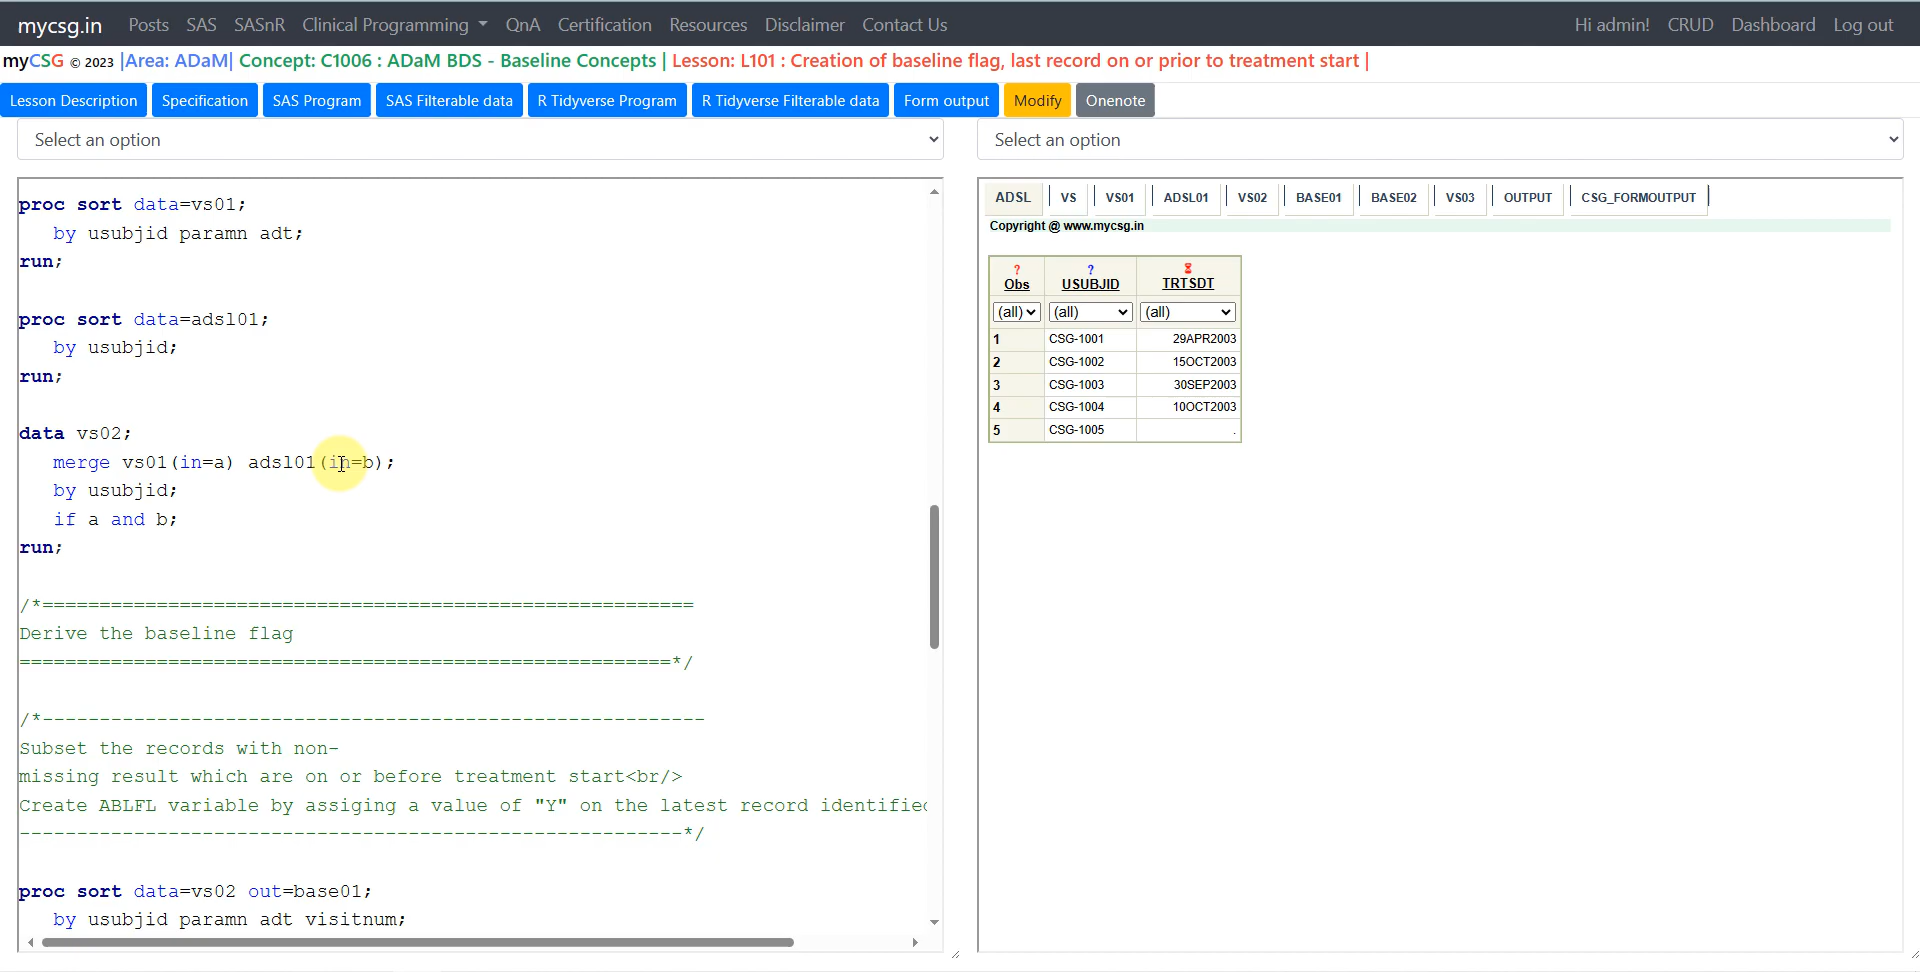 mycsg.in Posts SAS SASnR Clinical Programming QnA Certification Resources Disclaimer Contact Us Hi admin! CRUD Dashboard Log out
myCSG © 2023 |Area: ADaM| Concept: C1006 : ADaM BDS - Baseline Concepts | Lesson: L101 : Creation of baseline flag, last record on or prior to treatment start |
Lesson Description Specification SAS Program SAS Filterable data R Tidyverse Program R Tidyverse Filterable data Form output Modify Onenote
Select an option
proc sort data=vs01;
by usubjid paramn adt;
run;
proc sort data=adsl01;
by usubjid;
run;
data vs02;
merge vs01(in=a) adsl01(in=b);
by usubjid;
if a and b;
run;
/*=========================================================
Derive the baseline flag
=========================================================*/
/*----------------------------------------------------------
Subset the records with non-
missing result which are on or before treatment start<br/>
Create ABLFL variable by assiging a value of "Y" on the latest record identified
----------------------------------------------------------*/
proc sort data=vs02 out=base01;
by usubjid paramn adt visitnum;
Select an option
ADSL | VS | VS01 | ADSL01 | VS02 | BASE01 | BASE02 | VS03 | OUTPUT | CSG_FORMOUTPUT |
Copyright @ www.mycsg.in
? ?
Obs USUBJID TRTSDT
(all) (all) (all)
1 CSG-1001 29APR2003
2 CSG-1002 15OCT2003
3 CSG-1003 30SEP2003
4 CSG-1004 10OCT2003
5 CSG-1005 .